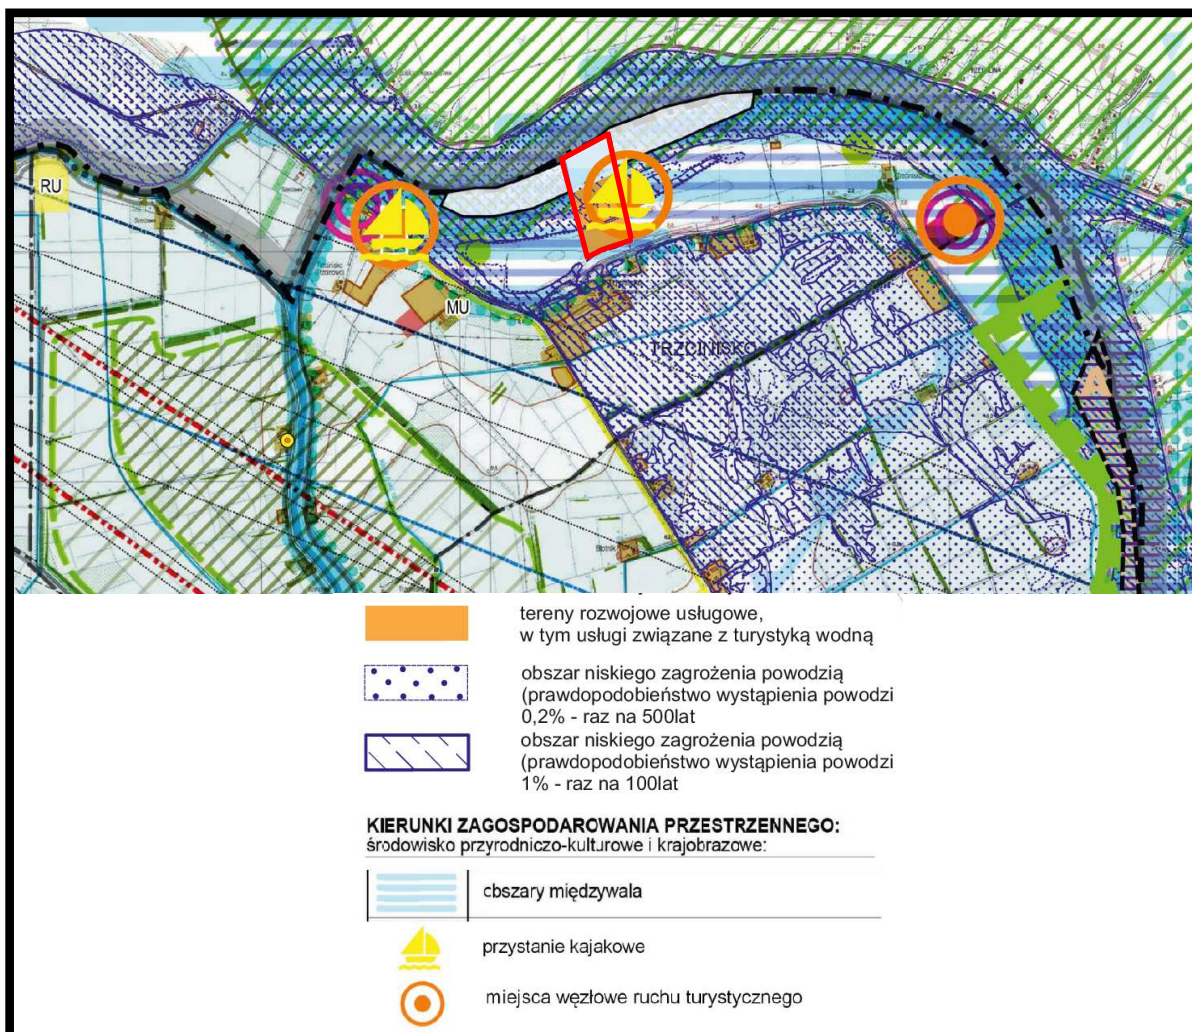 RU
MU
TRZCINISKO
Błotnik
A
tereny rozwojowe usługowe,
w tym usługi związane z turystyką wodną
obszar niskiego zagrożenia powodzią
(prawdopodobieństwo wystąpienia powodzi
0,2% - raz na 500lat
obszar niskiego zagrożenia powodzią
(prawdopodobieństwo wystąpienia powodzi
1% - raz na 100lat
KIERUNKI ZAGOSPODAROWANIA PRZESTRZENNEGO:
środowisko przyrodniczo-kulturowe i krajobrazowe:
cbszary międzywala
przystanie kajakowe
miejsca węzłowe ruchu turystycznego